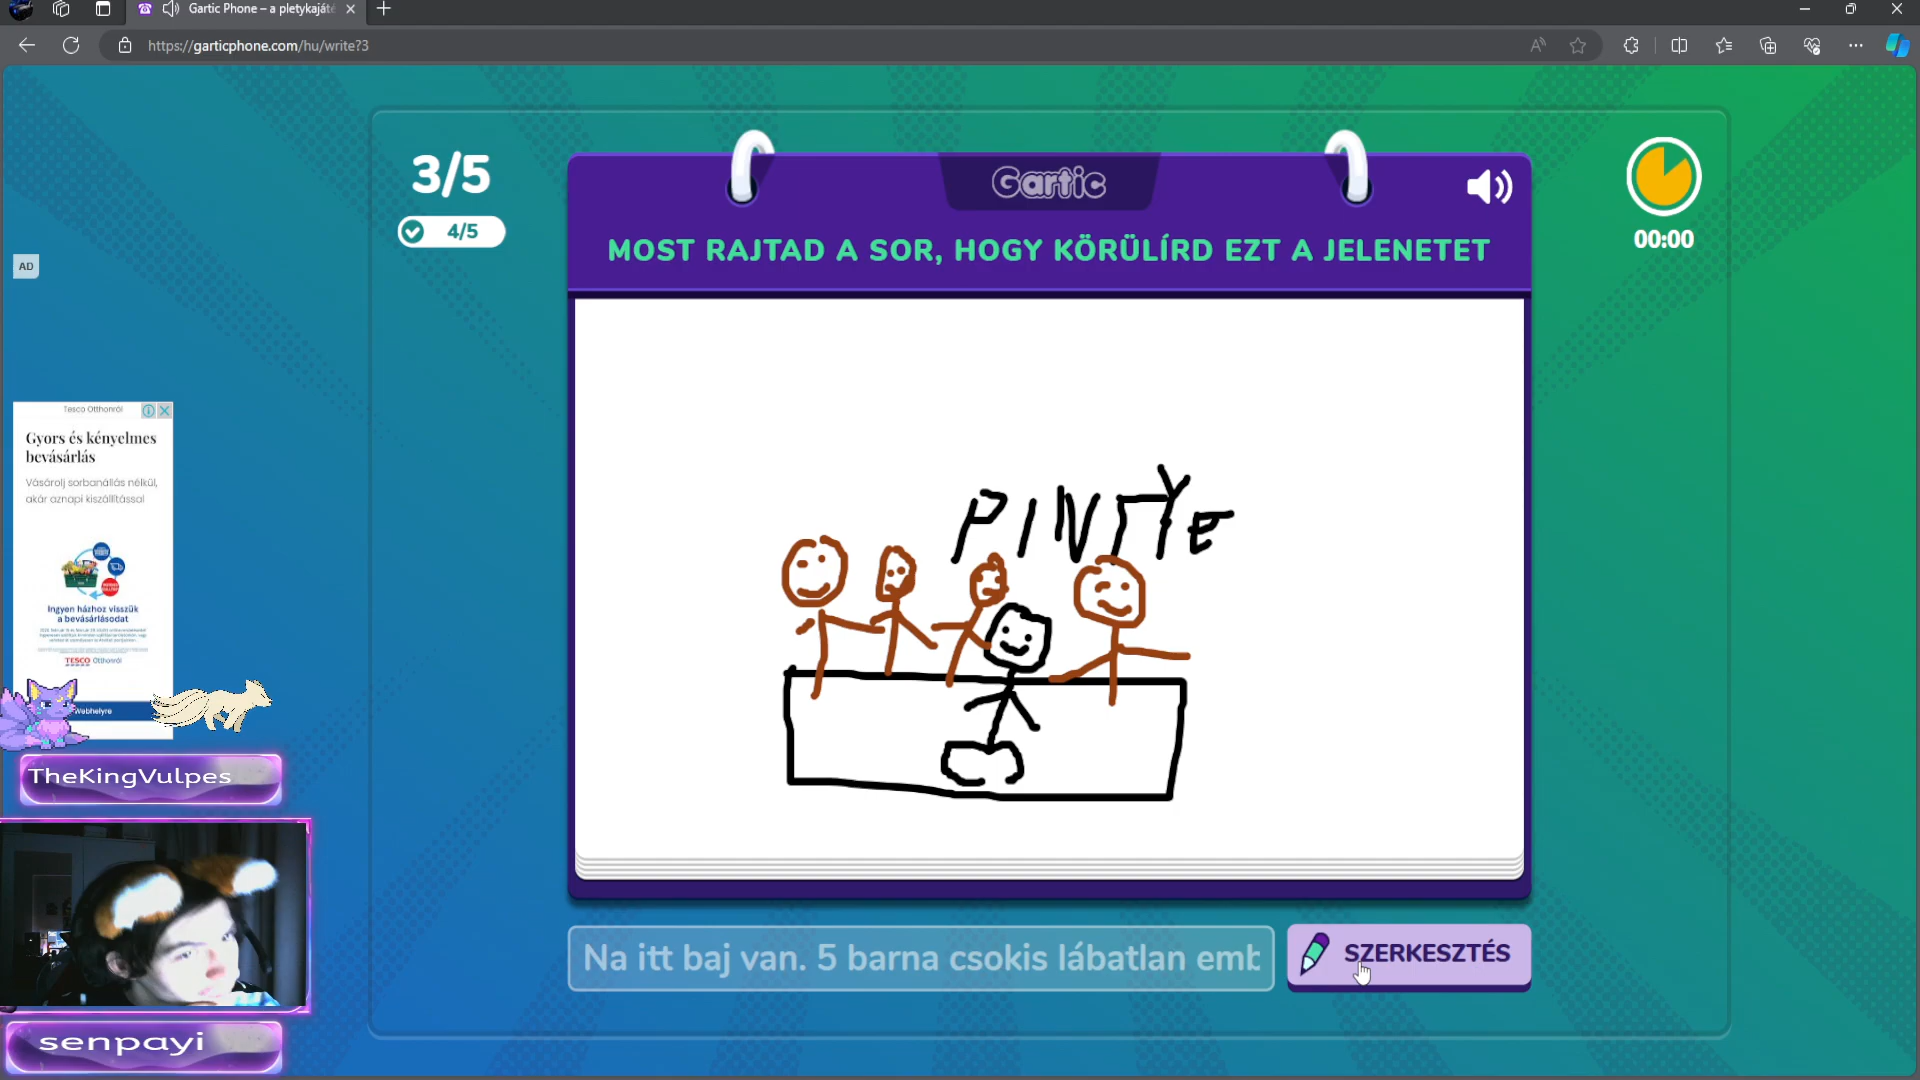 Gartic Phone – a pletykajáté
https://garticphone.com/hu/write?3
3/5
4/5
Gartic
00:00
MOST RAJTAD A SOR, HOGY KÖRÜLÍRD EZT A JELENETET
AD
Tesco Otthonról
Gyors és kényelmes
bevásárlás
Vásárolj sorbanállás nélkül,
akár aznapi kiszállítással
Ingyen házhoz visszük
a bevásárlásodat
TESCO Otthonról
Webhelyre
PINTYE
TheKingVulpes
Na itt baj van. 5 barna csokis lábatlan emb
SZERKESZTÉS
senpayi